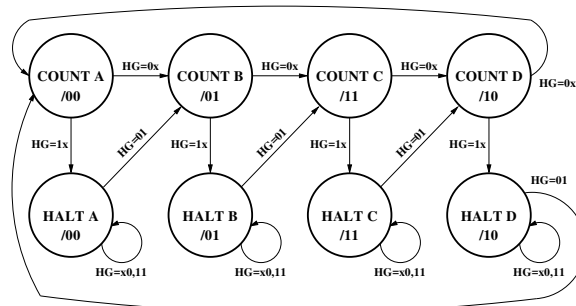 COUNT A
/00
HG=0x
COUNT B
/01
HG=0x
COUNT C
/11
HG=0x
COUNT D
/10
HG=0x
HG=1x
HG=01
HG=1x
HG=01
HG=1x
HG=01
HG=1x
HG=01
HALT A
/00
HALT B
/01
HALT C
/11
HALT D
/10
HG=x0,11
HG=x0,11
HG=x0,11
HG=x0,11